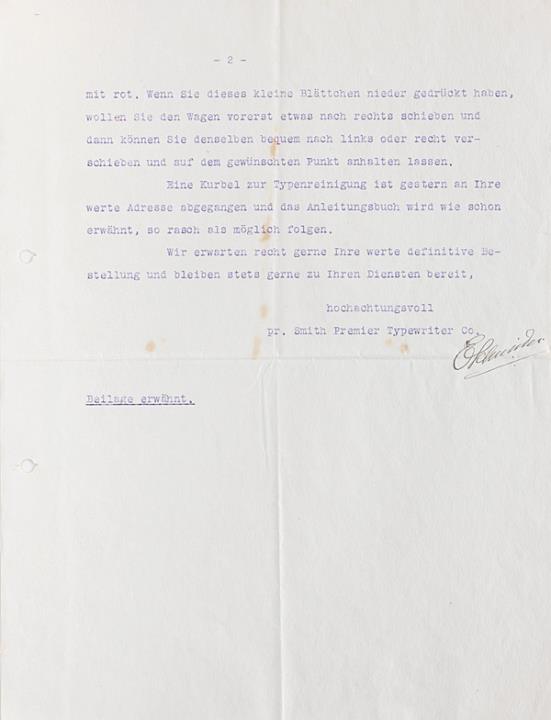 - 2 -
mit rot. Wenn Sie dieses kleine Blättchen nieder gedrückt haben,
wollen Sie den Wagen vorerst etwas nach rechts schieben und
dann können Sie denselben bequem nach links oder recht ver-
schieben und auf dem gewünschten Punkt anhalten lassen.
Eine Kurbel zur Typenreinigung ist gestern an Ihre
werte Adresse abgegangen und das Anleitungsbuch wird wie schon
erwähnt, so rasch als möglich folgen.
Wir erwarten recht gerne Ihre werte definitive Be-
stellung und bleiben stets gerne zu Ihren Diensten bereit,
hochachtungsvoll
pr. Smith Premier Typewriter Co.
Beilage erwähnt.